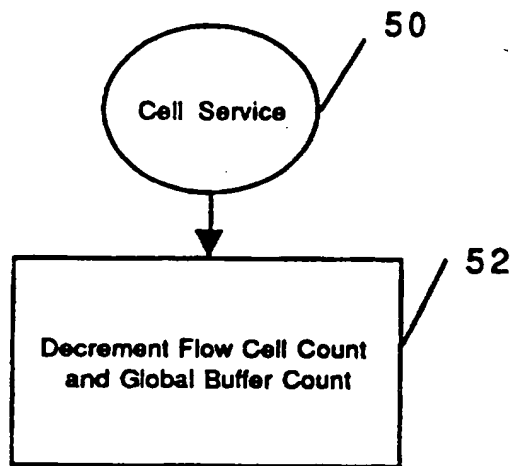 50
Cell Service
52
Decrement Flow Cell Count
and Global Buffer Count